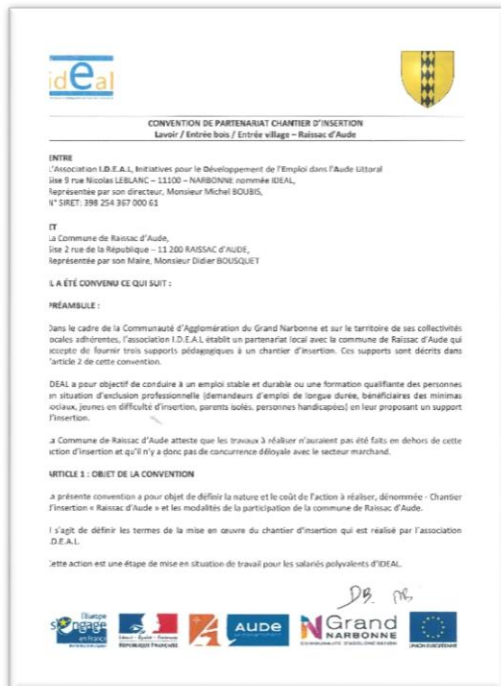 idéal
CONVENTION DE PARTENARIAT CHANTIER D'INSERTION
Lavoir / Entrée bois / Entrée village – Raissac d'Aude
ENTRE
L'Association I.D.E.A.L, Initiatives pour le Développement de l'Emploi dans l'Aude Littoral
Sise 9 rue Nicolas LEBLANC – 11100 – NARBONNE nommée IDEAL,
Représentée par son directeur, Monsieur Michel BOUBIS,
N° SIRET: 398 254 367 000 61
ET
La Commune de Raissac d'Aude,
Sise 2 rue de la République – 11 200 RAISSAC d'AUDE,
Représentée par son Maire, Monsieur Didier BOUSQUET
IL A ÉTÉ CONVENU CE QUI SUIT :
PRÉAMBULE :
Dans le cadre de la Communauté d'Agglomération du Grand Narbonne et sur le territoire de ses collectivités
locales adhérentes, l'association I.D.E.A.L établit un partenariat local avec la commune de Raissac d'Aude qui
accepte de fournir trois supports pédagogiques à un chantier d'insertion. Ces supports sont décrits dans
l'article 2 de cette convention.
IDEAL a pour objectif de conduire à un emploi stable et durable ou une formation qualifiante des personnes
en situation d'exclusion professionnelle (demandeurs d'emploi de longue durée, bénéficiaires des minimas
sociaux, jeunes en difficulté d'insertion, parents isolés, personnes handicapées) en leur proposant un support
d'insertion.
La Commune de Raissac d'Aude atteste que les travaux à réaliser n'auraient pas été faits en dehors de cette
action d'insertion et qu'il n'y a donc pas de concurrence déloyale avec le secteur marchand.
ARTICLE 1 : OBJET DE LA CONVENTION
La présente convention a pour objet de définir la nature et le coût de l'action à réaliser, dénommée - Chantier
d'insertion « Raissac d'Aude » et les modalités de la participation de la commune de Raissac d'Aude.
Il s'agit de définir les termes de la mise en œuvre du chantier d'insertion qui est réalisé par l'association
I.D.E.A.L.
Cette action est une étape de mise en situation de travail pour les salariés polyvalents d'IDEAL.
DB
l'Europe
s'engage
en France
Liberté • Égalité • Fraternité
RÉPUBLIQUE FRANÇAISE
AUDE
Grand
NARBONNE
UNION EUROPÉENNE